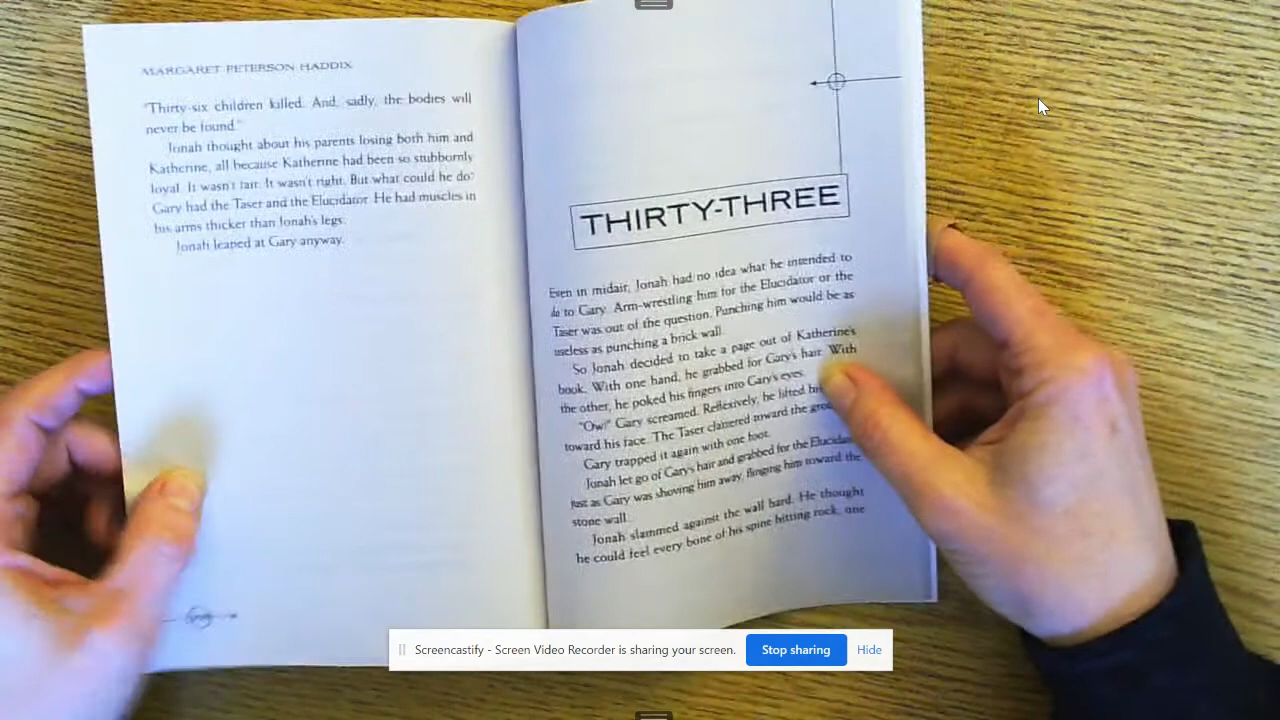 MARGARET PETERSON HADDIX
"Thirty-six children killed. And, sadly, the bodies will
never be found."
Jonah thought about his parents losing both him and
Katherine, all because Katherine had been so stubbornly
loyal. It wasn't fair. It wasn't right. But what could he do?
Gary had the Taser and the Elucidator. He had muscles in
his arms thicker than Jonah's legs.
Jonah leaped at Gary anyway.
THIRTY-THREE
Even in midair, Jonah had no idea what he intended to
do to Gary. Arm-wrestling him for the Elucidator or the
Taser was out of the question. Punching him would be as
useless as punching a brick wall.
So Jonah decided to take a page out of Katherine's
book. With one hand, he grabbed for Gary's hair. With
the other, he poked his fingers into Gary's eyes.
"Ow!" Gary screamed. Reflexively, he lifted
toward his face. The Taser clattered toward the
Gary trapped it again with one foot.
Jonah let go of Gary's hair and grabbed for the Elucidator
just as Gary was shoving him away, flinging him toward the
stone wall.
Jonah slammed against the wall hard. He thought
he could feel every bone of his spine hitting rock, one
Screencastify - Screen Video Recorder is sharing your screen.
Stop sharing
Hide